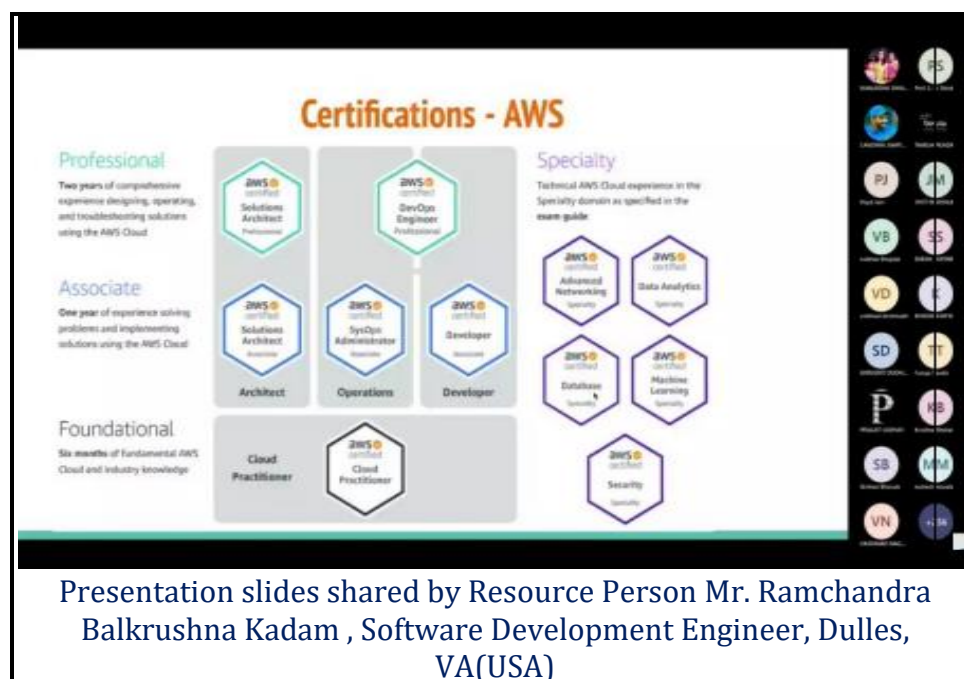 Certifications - AWS
Professional
Two years of comprehensive
experience designing, operating,
and troubleshooting solutions
using the AWS Cloud
aws
certified
Solutions
Architect
Professional
aws
certified
DevOps
Engineer
Professional
Specialty
Technical AWS Cloud experience in the
Specialty domain as specified in the
exam guide
aws
certified
Advanced
Networking
Specialty
aws
certified
Data Analytics
Specialty
Associate
One year of experience solving
problems and implementing
solutions using the AWS Cloud
aws
certified
Solutions
Architect
Associate
aws
certified
SysOps
Administrator
Associate
aws
certified
Developer
Associate
Architect
Operations
Developer
aws
certified
Database
Specialty
aws
certified
Machine
Learning
Specialty
Foundational
Six months of fundamental AWS
Cloud and industry knowledge
Cloud
Practitioner
aws
certified
Cloud
Practitioner
aws
certified
Security
Specialty
PS
PJ
JM
VB
SS
VD
K
SD
TT
P
KB
SB
MM
VN
Presentation slides shared by Resource Person Mr. Ramchandra
Balkrushna Kadam , Software Development Engineer, Dulles,
VA(USA)